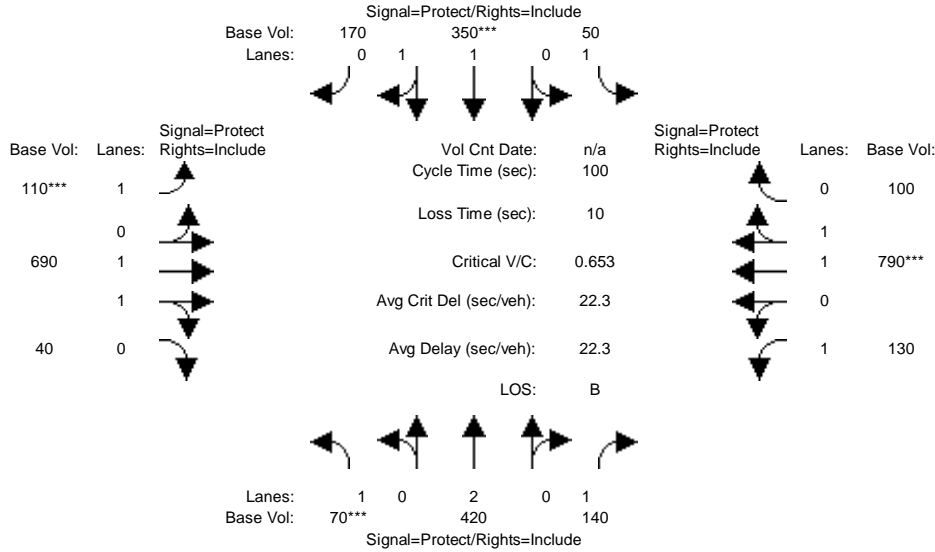 Signal=Protect/Rights=Include
Base Vol: 170 350*** 50
Lanes: 0 1 1 0 1
Signal=Protect
Base Vol: Lanes: Rights=Include
Vol Cnt Date: n/a
Signal=Protect
Rights=Include Lanes: Base Vol:
Cycle Time (sec): 100
110*** 1
0 100
Loss Time (sec): 10
0
1
690 1
Critical V/C: 0.653
1 790***
1
Avg Crit Del (sec/veh): 22.3
0
40 0
Avg Delay (sec/veh): 22.3
1 130
LOS: B
Lanes: 1 0 2 0 1
Base Vol: 70*** 420 140
Signal=Protect/Rights=Include